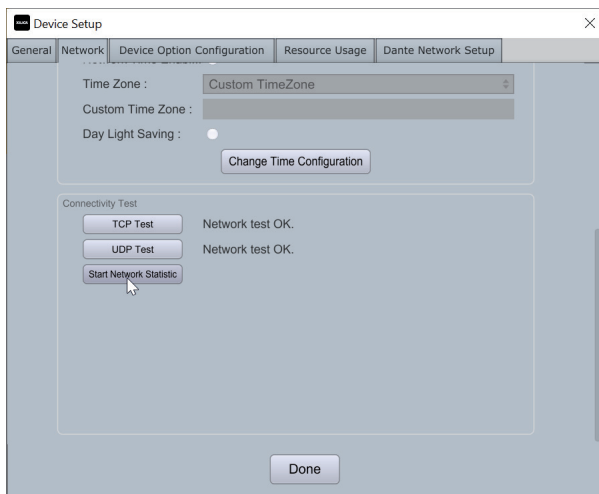 XILICA Device Setup
General Network Device Option Configuration Resource Usage Dante Network Setup
Time Zone : Custom TimeZone
Custom Time Zone :
Day Light Saving :
Change Time Configuration
Connectivity Test
TCP Test Network test OK.
UDP Test Network test OK.
Start Network Statistic
Done